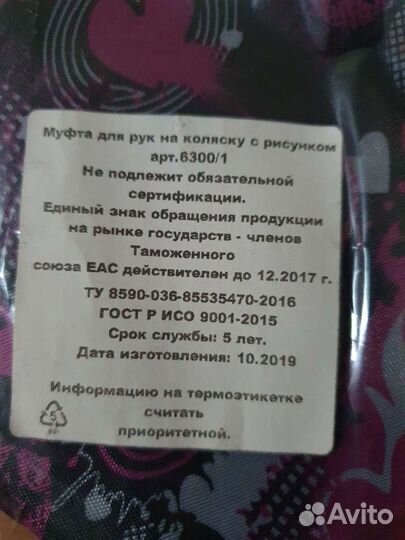 Муфта для рук на коляску с рисунком
арт.6300/1
Не подлежит обязательной
сертификации.
Единый знак обращения продукции
на рынке государств - членов
Таможенного
союза ЕАС действителен до 12.2017 г.
ТУ 8590-036-85535470-2016
ГОСТ Р ИСО 9001-2015
Срок службы: 5 лет.
Дата изготовления: 10.2019
Информацию на термоэтикетке
считать
приоритетной.
5
PP
Avito